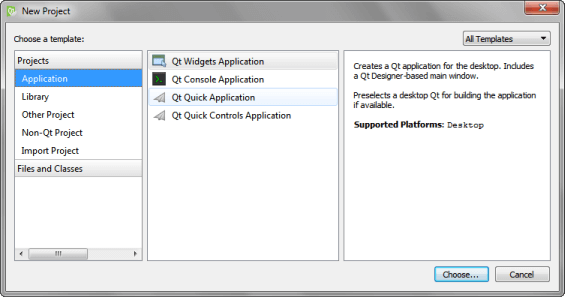 New Project
Choose a template:
All Templates
Projects
Application
Library
Other Project
Non-Qt Project
Import Project
Files and Classes
Qt Widgets Application
Qt Console Application
Qt Quick Application
Qt Quick Controls Application
Creates a Qt application for the desktop. Includes
a Qt Designer-based main window.
Preselects a desktop Qt for building the application
if available.
Supported Platforms: Desktop
Choose...
Cancel